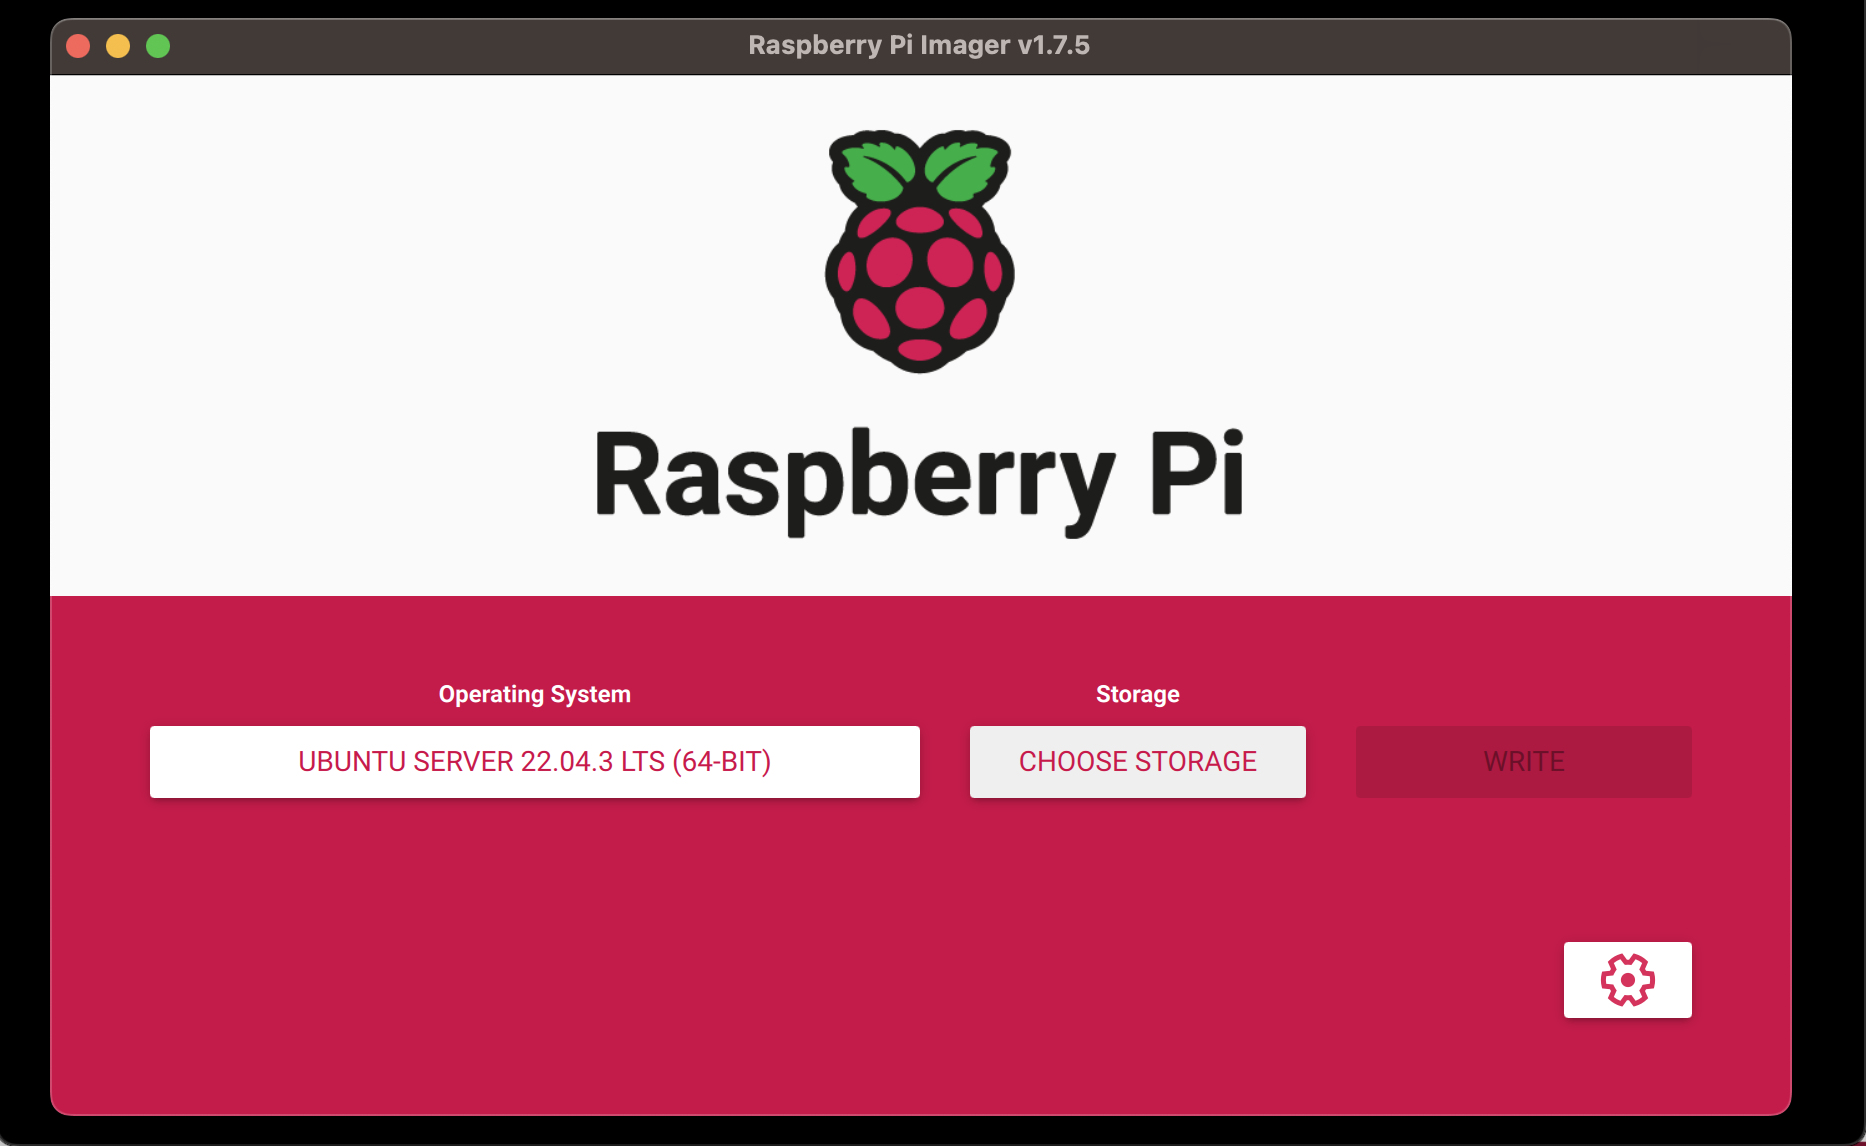 Raspberry Pi Imager v1.7.5
Raspberry Pi
Operating System
Storage
UBUNTU SERVER 22.04.3 LTS (64-BIT)
CHOOSE STORAGE
WRITE